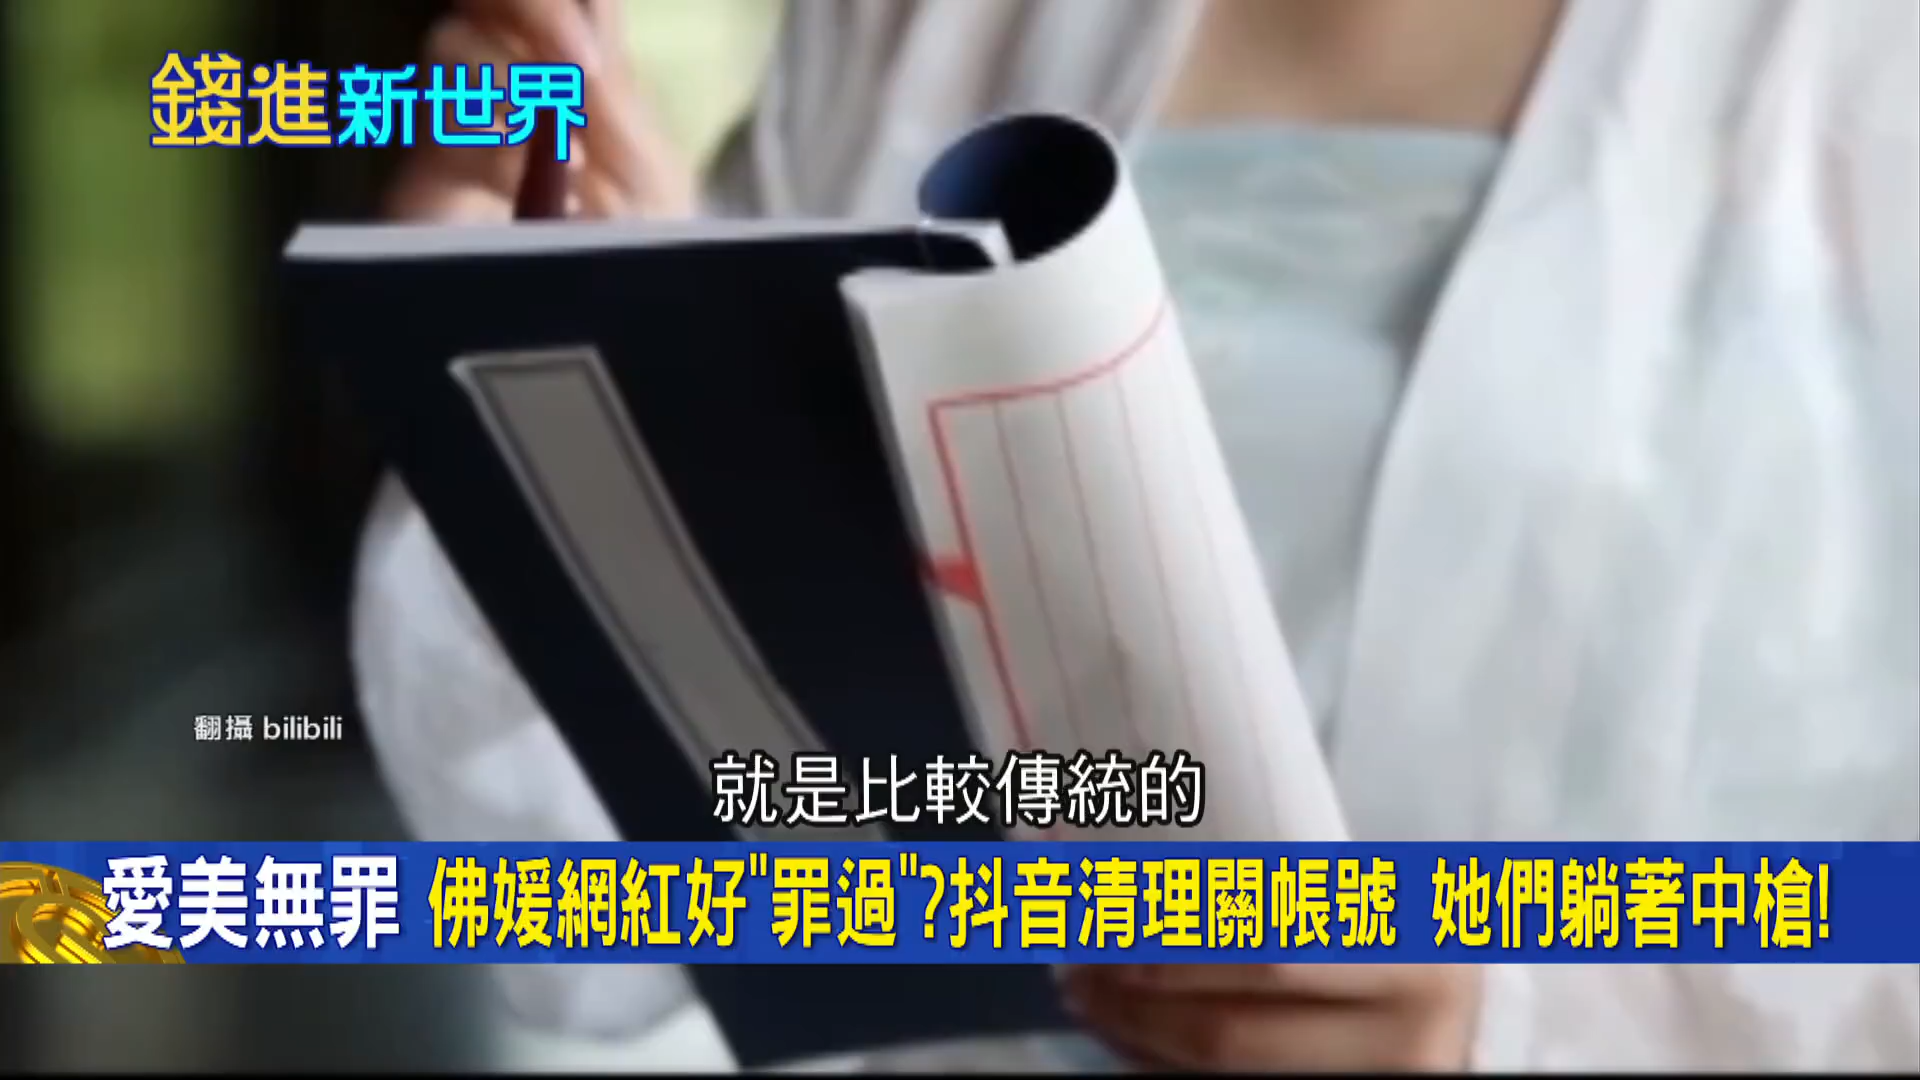 錢進新世界
翻攝 bilibili
就是比較傳統的
愛美無罪 佛媛網紅好"罪過"?抖音清理關帳號 她們躺著中槍!